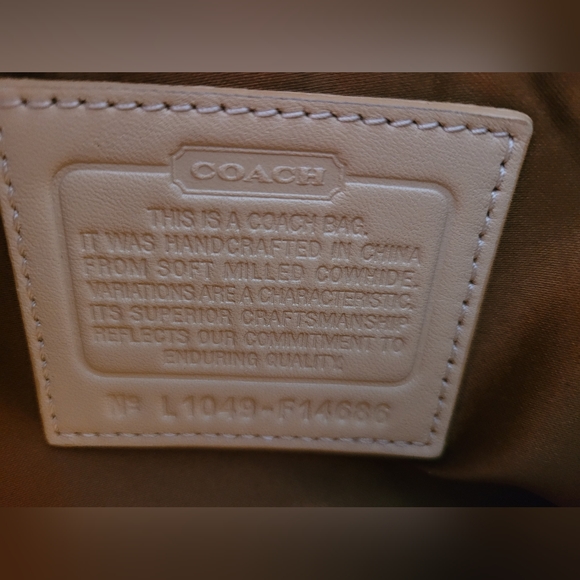 COACH
THIS IS A COACH BAG.
IT WAS HANDCRAFTED IN CHINA
FROM SOFT MILLED COWHIDE.
VARIATIONS ARE A CHARACTERISTIC.
ITS SUPERIOR CRAFTSMANSHIP
REFLECTS OUR COMMITMENT TO
ENDURING QUALITY.
Nº L1049-F14686